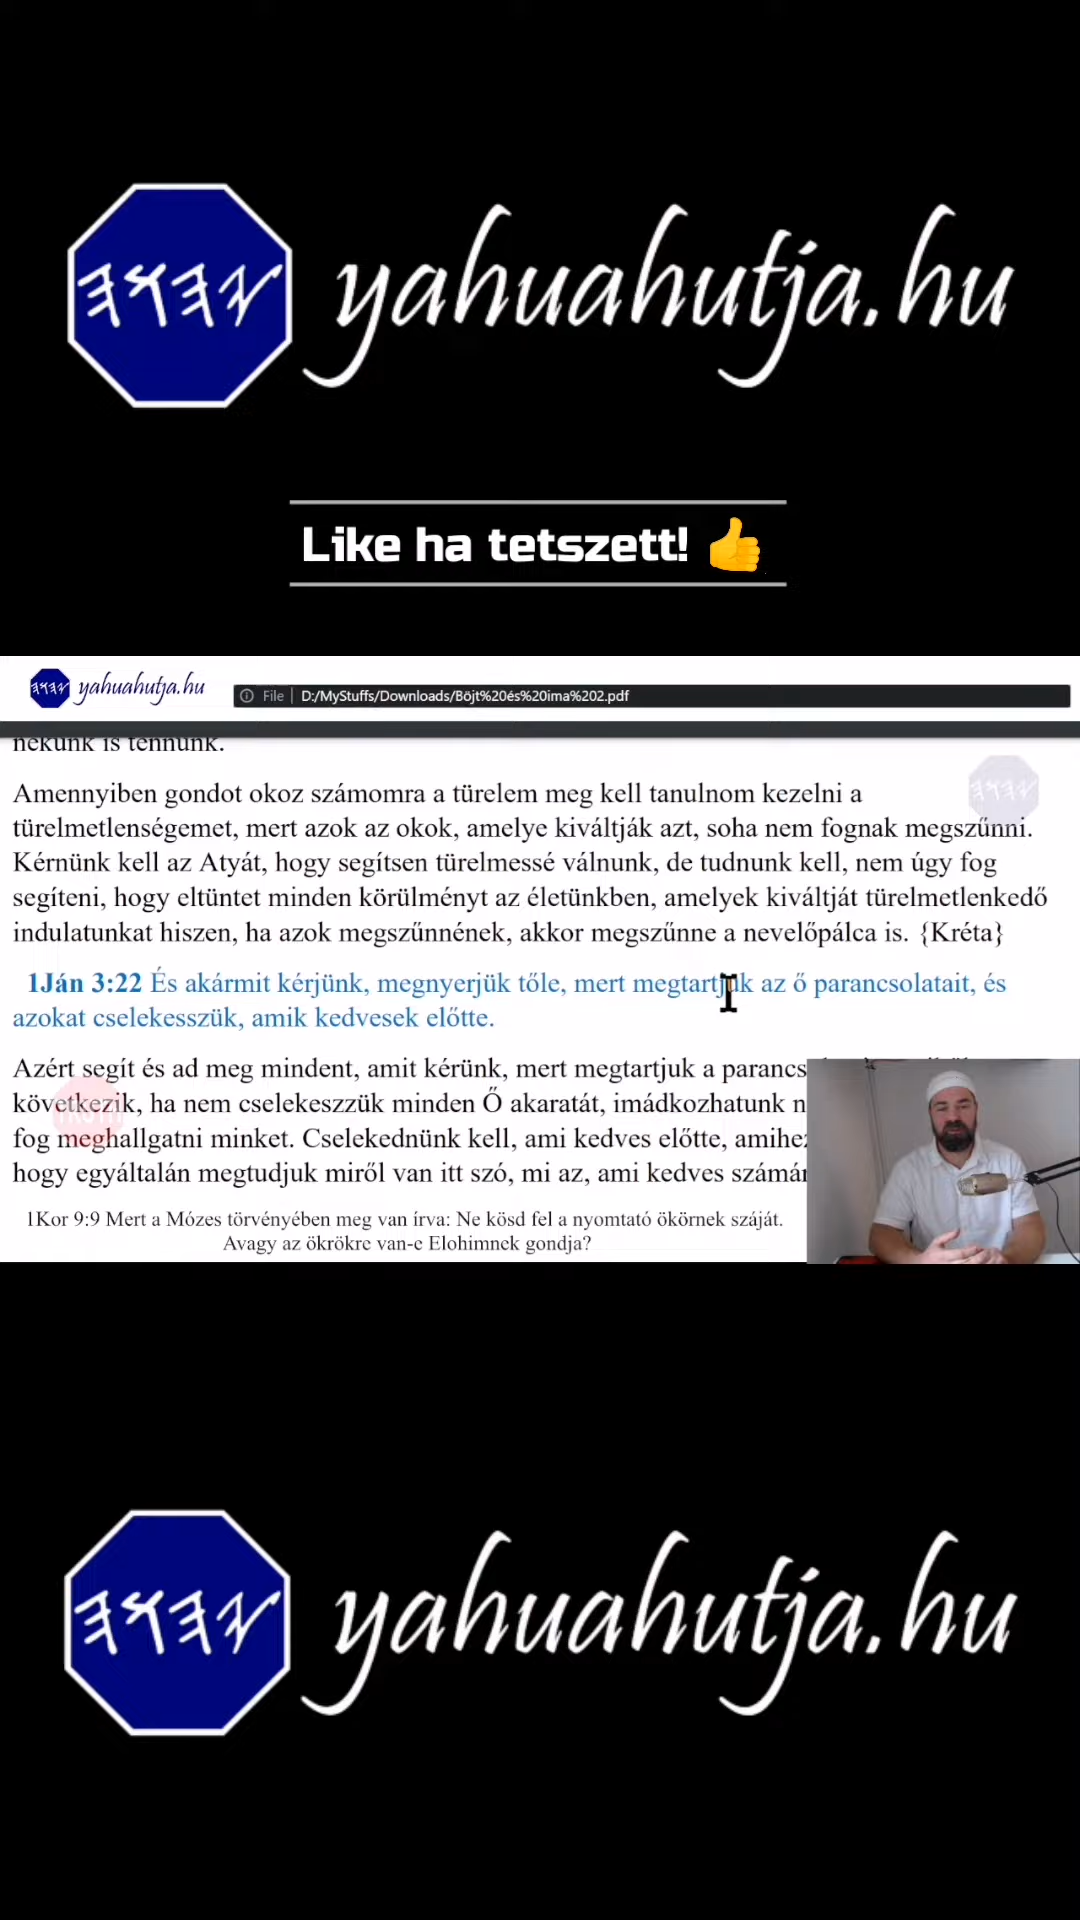 𐤉𐤄𐤅𐤄 yahuahutja.hu
Like ha tetszett! 👍
𐤉𐤄𐤅𐤄 yahuahutja.hu
File | D:/MyStuffs/Downloads/Böjt%20és%20ima%202.pdf
nekünk is tennünk.
Amennyiben gondot okoz számomra a türelem meg kell tanulnom kezelni a
türelmetlenségemet, mert azok az okok, amelye kiváltják azt, soha nem fognak megszűnni.
Kérnünk kell az Atyát, hogy segítsen türelmessé válnunk, de tudnunk kell, nem úgy fog
segíteni, hogy eltüntet minden körülményt az életünkben, amelyek kiváltját türelmetlenkedő
indulatunkat hiszen, ha azok megszűnnének, akkor megszűnne a nevelőpálca is. {Kréta}
1Ján 3:22 És akármit kérjünk, megnyerjük tőle, mert megtartjuk az ő parancsolatait, és
azokat cselekesszük, amik kedvesek előtte.
Azért segít és ad meg mindent, amit kérünk, mert megtartjuk a parancs
következik, ha nem cselekeszzük minden Ő akaratát, imádkozhatunk n
fog meghallgatni minket. Cselekednünk kell, ami kedves előtte, amihez
hogy egyáltalán megtudjuk miről van itt szó, mi az, ami kedves számár
1Kor 9:9 Mert a Mózes törvényében meg van írva: Ne kösd fel a nyomtató ökörnek száját.
Avagy az ökrökre van-e Elohimnek gondja?
𐤉𐤄𐤅𐤄 yahuahutja.hu